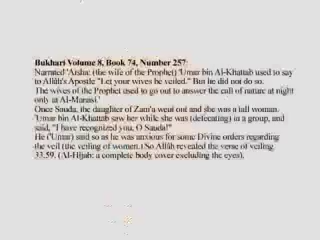 Bukhari Volume 8, Book 74, Number 257:
Narrated 'Aisha: (the wife of the Prophet) 'Umar bin Al-Khattab used to say
to Allâh's Apostle "Let your wives be veiled." But he did not do so.
The wives of the Prophet used to go out to answer the call of nature at night
only at Al-Manasi.'
Once Sauda, the daughter of Zam'a went out and she was a tall woman.
'Umar bin Al-Khattab saw her while she was (defecating) in a group, and
said, "I have recognized you, O Sauda!"
He ('Umar) said so as he was anxious for some Divine orders regarding
the veil (the veiling of women.) So Allâh revealed the verse of veiling
33.59. (Al-Hijab: a complete body cover excluding the eyes).